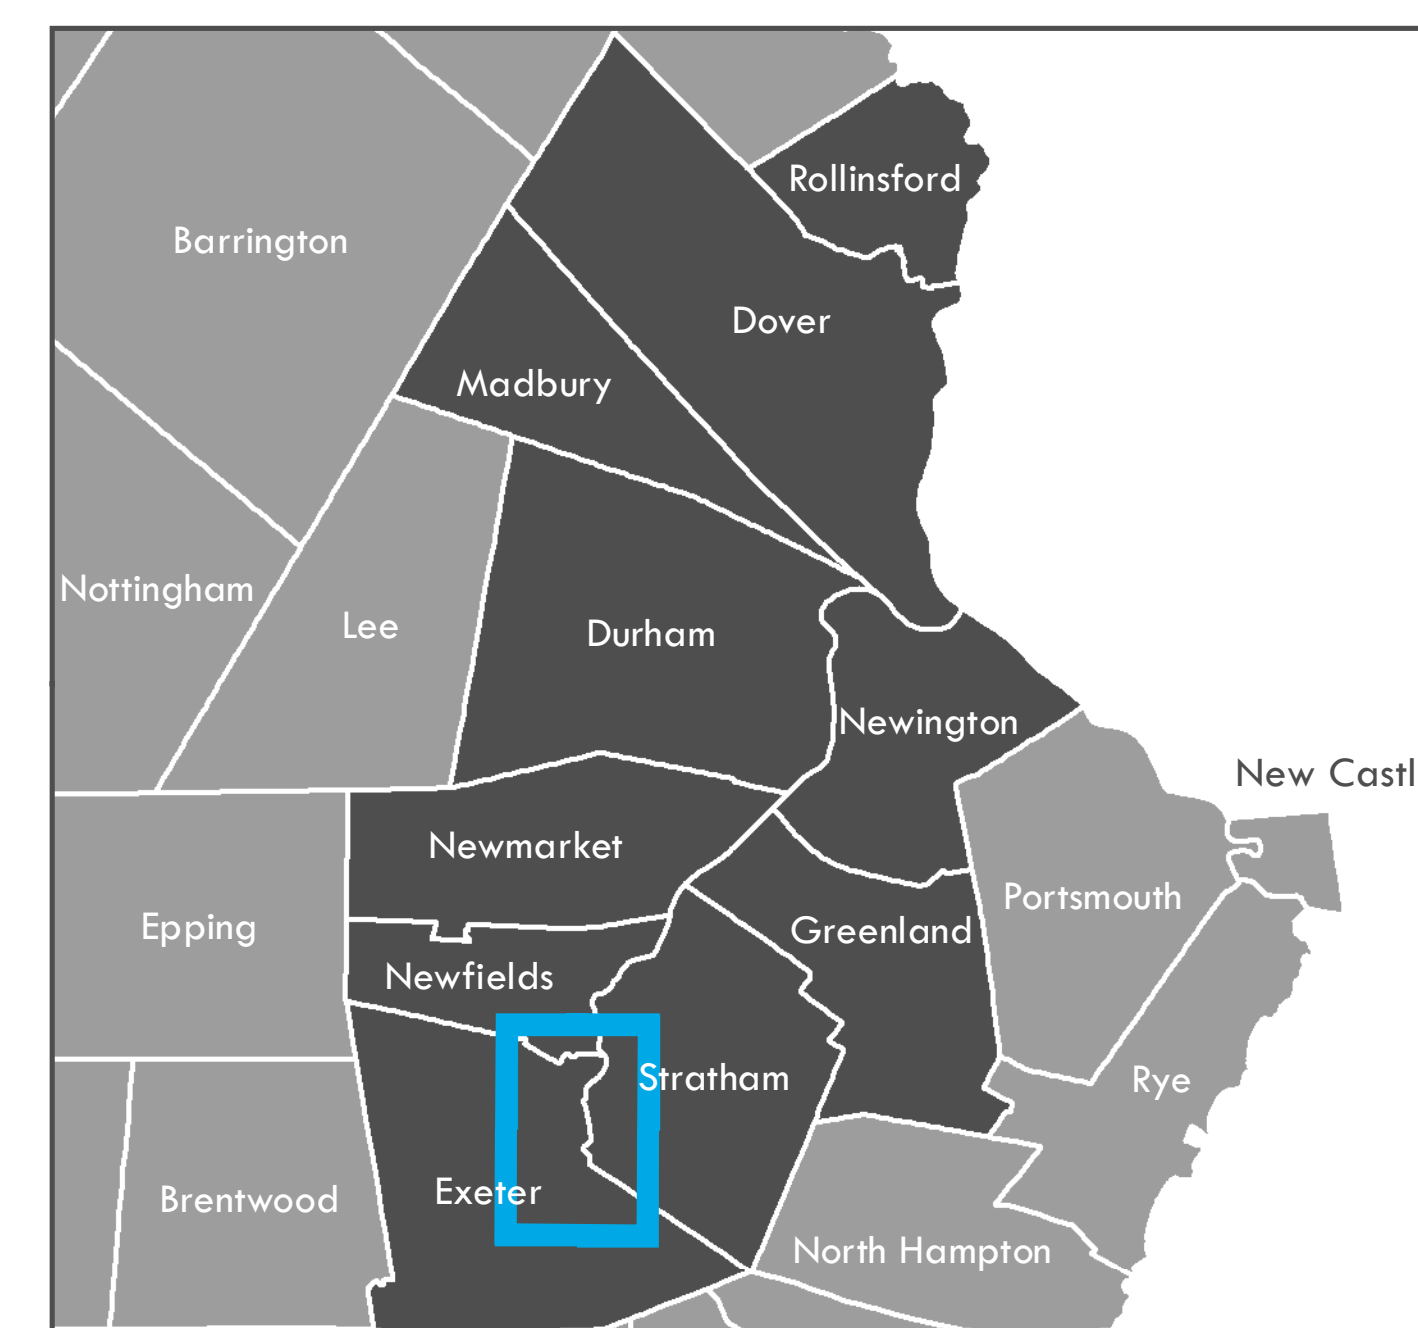 Rollinsford
Barrington
Dover
Madbury
Nottingham
Lee
Durham
Newington
New Castl
Newmarket
Portsmouth
Epping
Greenland
Newfields
Stratham
Rye
Brentwood
Exeter
North Hampton